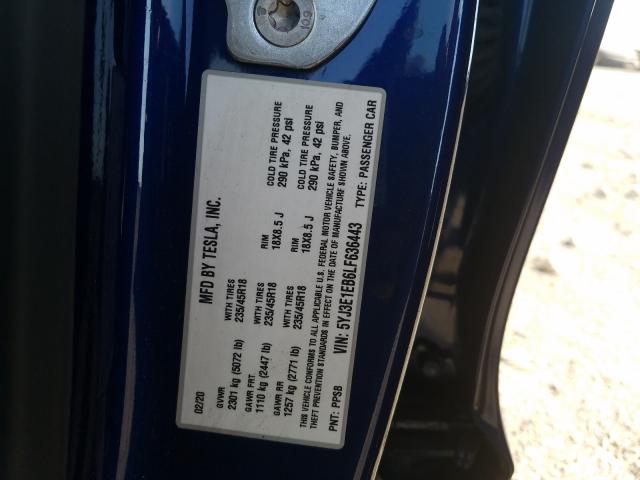 109
MFD BY TESLA, INC.
02/20
GVWR WITH TIRES RIM COLD TIRE PRESSURE
2301 kg (5072 lb) 235/45R18 18X8.5 J 290 kPa, 42 psi
GAWR FRT WITH TIRES RIM COLD TIRE PRESSURE
1110 kg (2447 lb) 235/45R18 18X8.5 J 290 kPa, 42 psi
GAWR RR WITH TIRES
1257 kg (2771 lb) 235/45R18
THIS VEHICLE CONFORMS TO ALL APPLICABLE U.S. FEDERAL MOTOR VEHICLE SAFETY, BUMPER, AND
THEFT PREVENTION STANDARDS IN EFFECT ON THE DATE OF MANUFACTURE SHOWN ABOVE.
VIN: 5YJ3E1EB6LF636443 TYPE: PASSENGER CAR
PNT: PPSB